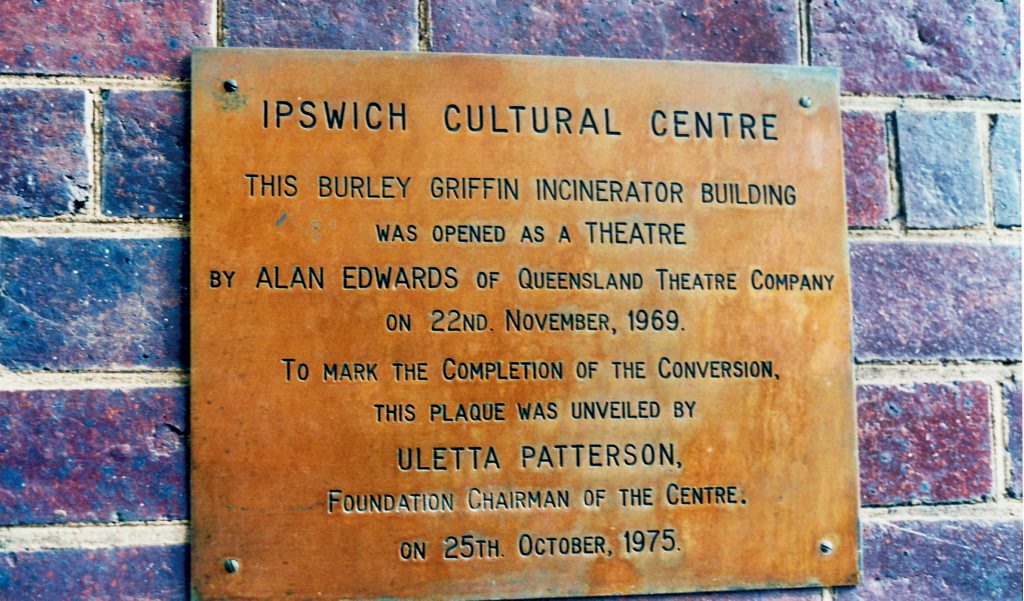 IPSWICH CULTURAL CENTRE
THIS BURLEY GRIFFIN INCINERATOR BUILDING
WAS OPENED AS A THEATRE
BY ALAN EDWARDS OF QUEENSLAND THEATRE COMPANY
ON 22ND. NOVEMBER, 1969.
TO MARK THE COMPLETION OF THE CONVERSION,
THIS PLAQUE WAS UNVEILED BY
ULETTA PATTERSON,
FOUNDATION CHAIRMAN OF THE CENTRE.
ON 25TH. OCTOBER, 1975.